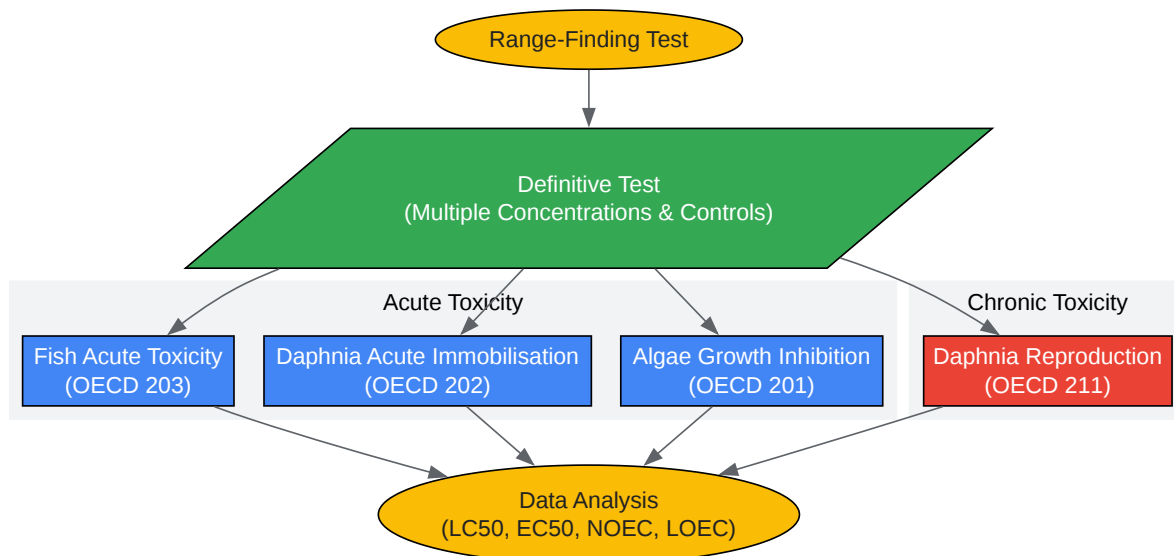 Range-Finding Test
Definitive Test
(Multiple Concentrations & Controls)
Acute Toxicity
Chronic Toxicity
Fish Acute Toxicity
(OECD 203)
Daphnia Acute Immobilisation
(OECD 202)
Algae Growth Inhibition
(OECD 201)
Daphnia Reproduction
(OECD 211)
Data Analysis
(LC50, EC50, NOEC, LOEC)